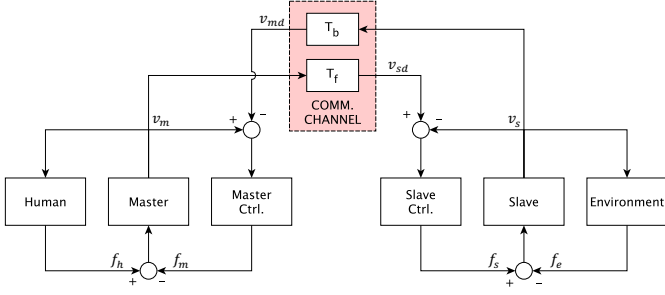 v_md
T_b
T_f
v_sd
COMM.
CHANNEL
+ −
v_m
+ −
v_s
Human
Master
Master
Ctrl.
Slave
Ctrl.
Slave
Environment
f_h
f_m
f_s
f_e
+ −
+ −